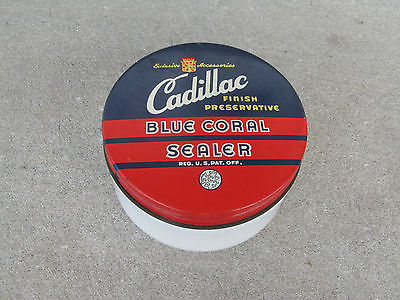 Exclusive Accessories
Cadillac
FINISH
PRESERVATIVE
BLUE CORAL
SEALER
REG. U.S. PAT. OFF.